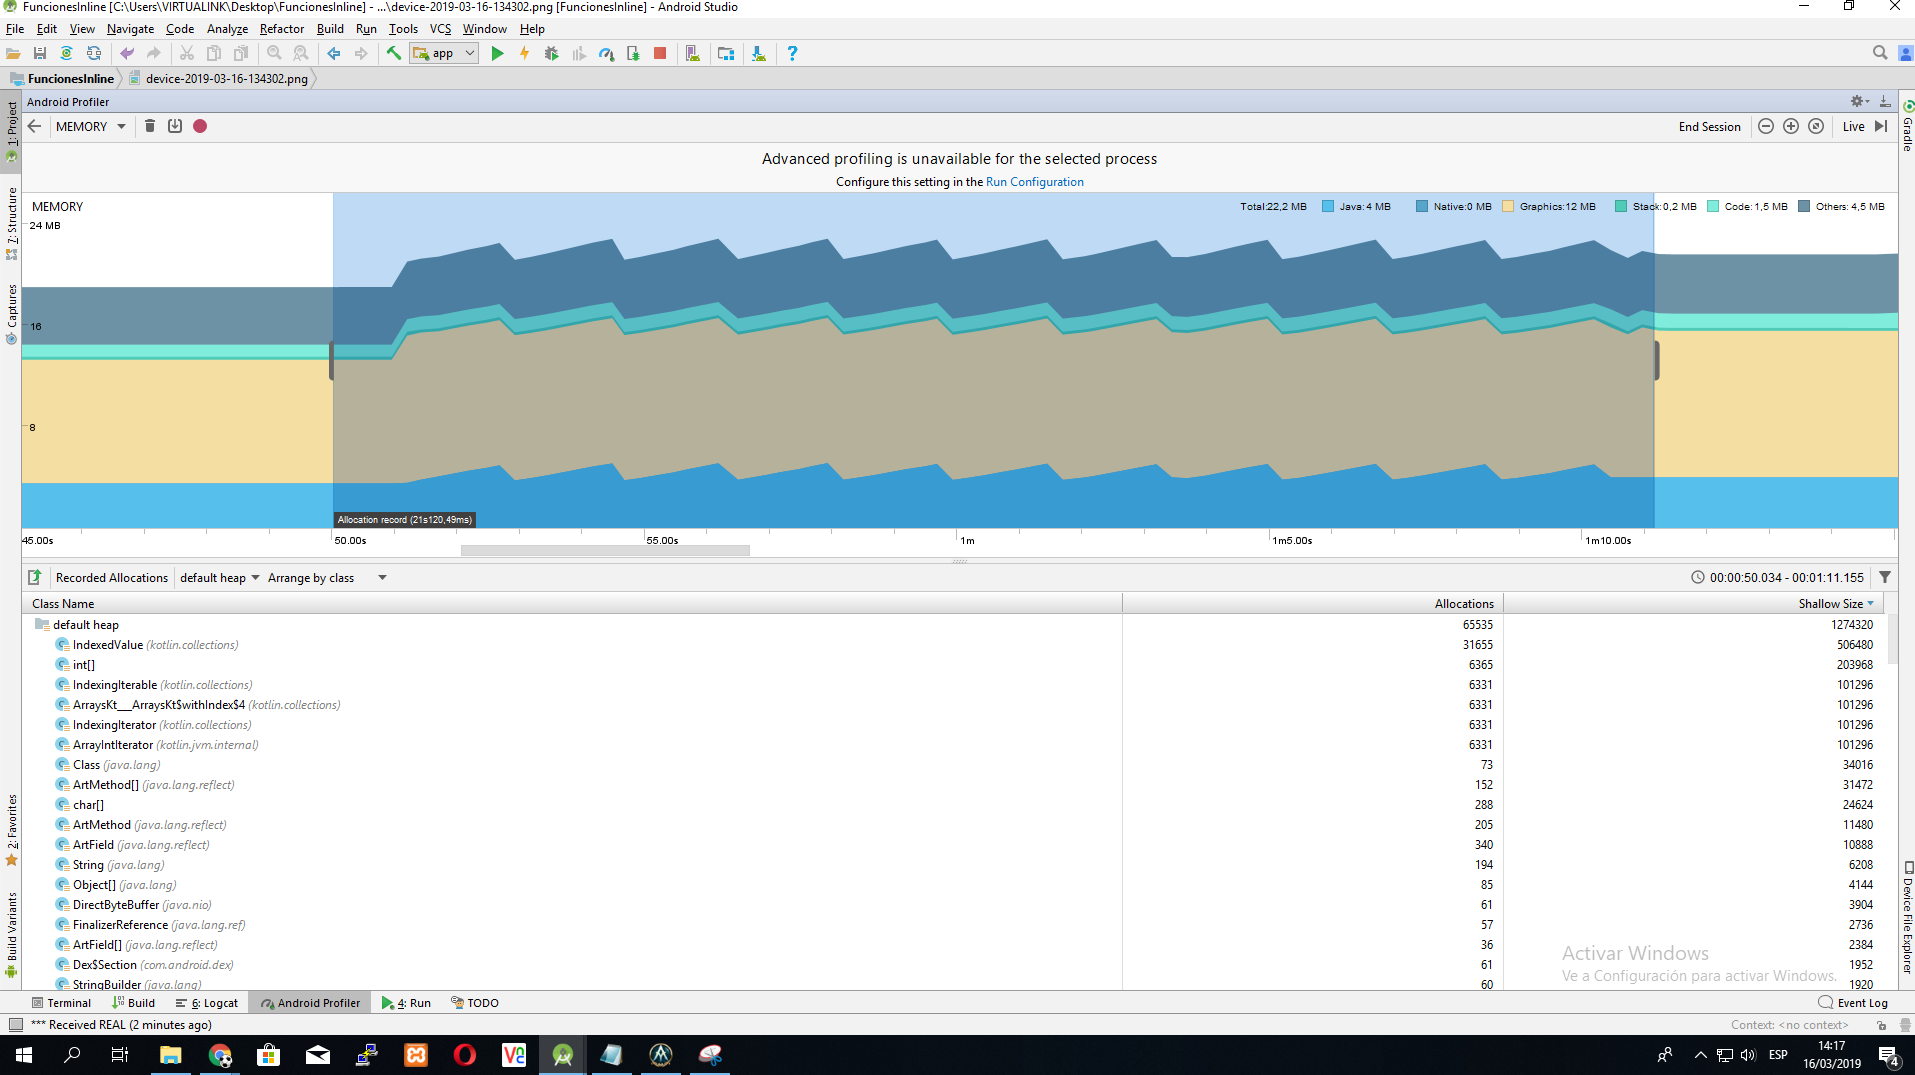 FuncionesInline [C:\Users\VIRTUALINK\Desktop\FuncionesInline] - ...\device-2019-03-16-134302.png [FuncionesInline] - Android Studio
File Edit View Navigate Code Analyze Refactor Build Run Tools VCS Window Help
app
FuncionesInline device-2019-03-16-134302.png
Android Profiler
MEMORY End Session Live
Advanced profiling is unavailable for the selected process
Configure this setting in the Run Configuration
MEMORY Total:22,2 MB Java:4 MB Native:0 MB Graphics:12 MB Stack:0,2 MB Code:1,5 MB Others:4,5 MB
24 MB
16
8
Allocation record (21s120,49ms)
45.00s 50.00s 55.00s 1m 1m5.00s 1m10.00s
Recorded Allocations default heap Arrange by class 00:00:50.034 - 00:01:11.155
Class Name Allocations Shallow Size
default heap 65535 1274320
IndexedValue (kotlin.collections) 31655 506480
int[] 6365 203968
IndexingIterable (kotlin.collections) 6331 101296
ArraysKt___ArraysKt$withIndex$4 (kotlin.collections) 6331 101296
IndexingIterator (kotlin.collections) 6331 101296
ArrayIntIterator (kotlin.jvm.internal) 6331 101296
Class (java.lang) 73 34016
ArtMethod[] (java.lang.reflect) 152 31472
char[] 288 24624
ArtMethod (java.lang.reflect) 205 11480
ArtField (java.lang.reflect) 340 10888
String (java.lang) 194 6208
Object[] (java.lang) 85 4144
DirectByteBuffer (java.nio) 61 3904
FinalizerReference (java.lang.ref) 57 2736
ArtField[] (java.lang.reflect) 36 2384
Dex$Section (com.android.dex) 61 1952
StringBuilder (java.lang) 60 1920
Activar Windows
Ve a Configuración para activar Windows.
1: Project
7: Structure
Captures
2: Favorites
Build Variants
Gradle
Device File Explorer
Terminal Build 6: Logcat Android Profiler 4: Run TODO Event Log
*** Received REAL (2 minutes ago) Context: <no context>
ESP
14:17
16/03/2019
4